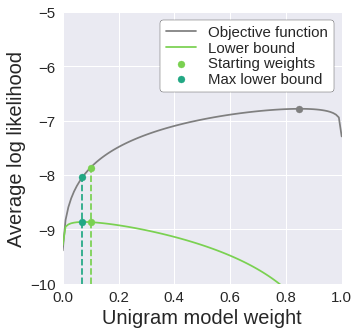 Average log likelihood
−5
−6
−7
−8
−9
−10
Objective function
Lower bound
Starting weights
Max lower bound
0.0 0.2 0.4 0.6 0.8 1.0
Unigram model weight